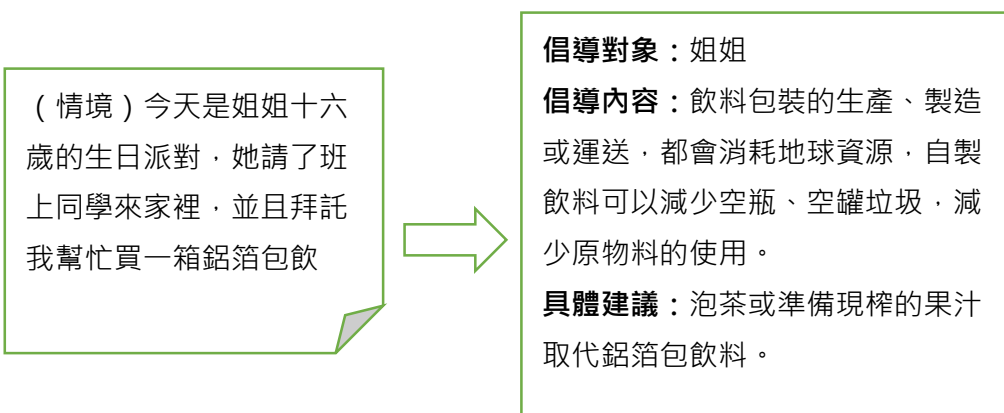 （情境）今天是姐姐十六
歲的生日派對，她請了班
上同學來家裡，並且拜託
我幫忙買一箱鋁箔包飲
倡導對象：姐姐
倡導內容：飲料包裝的生產、製造
或運送，都會消耗地球資源，自製
飲料可以減少空瓶、空罐垃圾，減
少原物料的使用。
具體建議：泡茶或準備現榨的果汁
取代鋁箔包飲料。